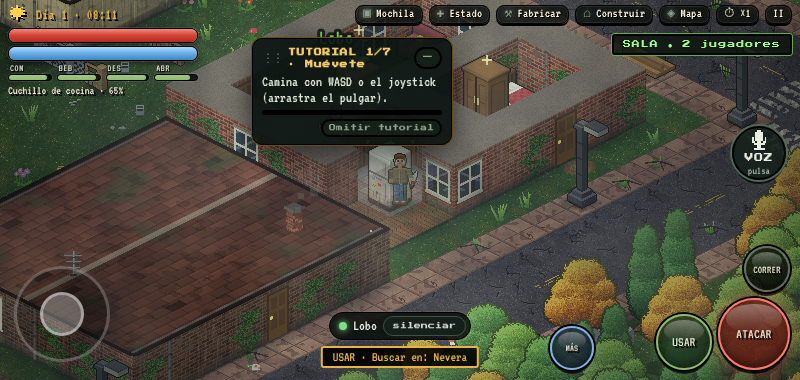 Día 1 · 08:11
Mochila
Estado
Fabricar
Construir
Mapa
X1
II
SALA . 2 jugadores
CON BEB DES ABR
Cuchillo de cocina · 65%
Lobo
TUTORIAL 1/7
· Muévete
Camina con WASD o el joystick
(arrastra el pulgar).
Omitir tutorial
VOZ
pulsa
CORRER
ATACAR
USAR
MÁS
Lobo silenciar
USAR · Buscar en: Nevera